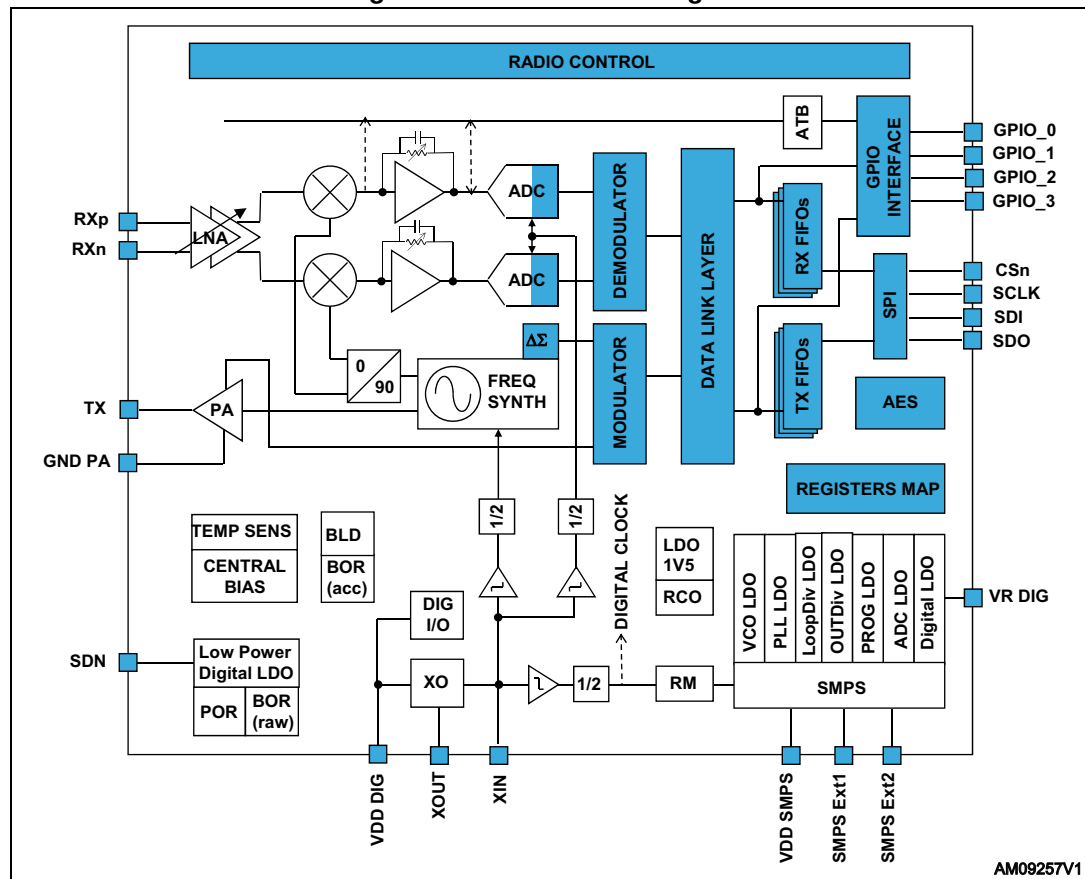 RADIO CONTROL
ATB
GPIO
INTERFACE
GPIO_0
GPIO_1
GPIO_2
GPIO_3
RXp
RXn
LNA
ADC
ADC
DEMODULATOR
DATA LINK LAYER
RX FIFOs
SPI
CSn
SCLK
SDI
SDO
ΔΣ
0
90
FREQ
SYNTH
MODULATOR
TX FIFOs
AES
TX
PA
GND PA
REGISTERS MAP
TEMP SENS
CENTRAL
BIAS
BLD
BOR
(acc)
1/2
1/2
DIGITAL CLOCK
LDO
1V5
RCO
VCO LDO
PLL LDO
LoopDiv LDO
OUTDiv LDO
PROG LDO
ADC LDO
Digital LDO
VR DIG
DIG
I/O
SDN
Low Power
Digital LDO
POR
BOR
(raw)
XO
1/2
RM
SMPS
VDD DIG
XOUT
XIN
VDD SMPS
SMPS Ext1
SMPS Ext2
AM09257V1